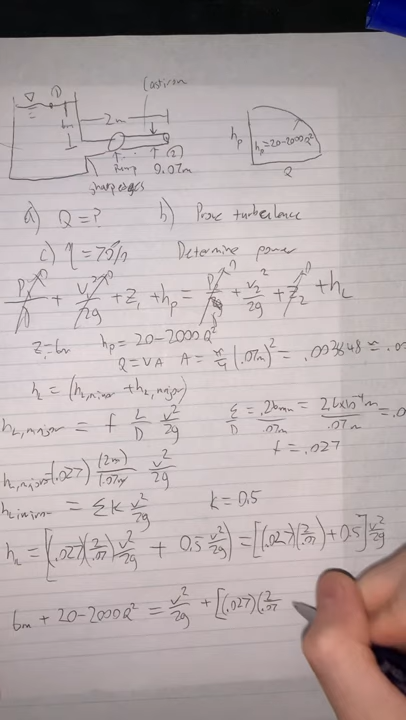 Cast iron
①
6m
2m
hp
hp=20-2000Q²
Q
(2)
Pump 0.07m
sharp edges
a) Q = ? b) Prove turbulence
c) η = 75% Determine power
+ V²/2g + z₁ + hp = + V₂²/2g + z₂ + hL
z₁=6m hp = 20-2000Q²
Q = VA A = π/4 (.07m)² = .003848 m
hL = (hL,minor + hL,major)
hL,major = f L/D V²/2g ε/D = .26mm/.07m = 2.6x10⁻⁴m/.07m = .0
f = .027
hL,major = (.027) (2m)/(.07m) V²/2g
hL,minor = ΣK V²/2g K = 0.5
hL = [(.027)(2/.07) V²/2g + 0.5 V²/2g] = [(.027)(2/.07) + 0.5] V²/2g
6m + 20-2000Q² = V²/2g + [(.027)(2/.07)